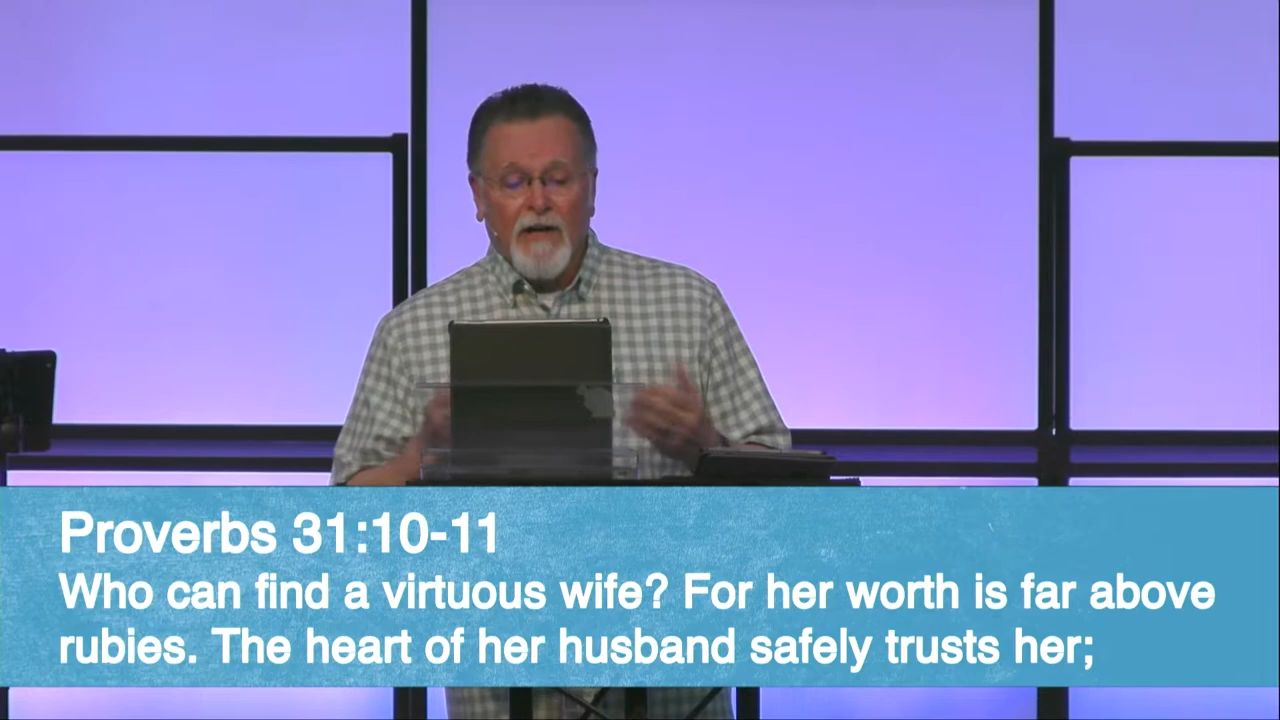 Proverbs 31:10-11
Who can find a virtuous wife? For her worth is far above
rubies. The heart of her husband safely trusts her;